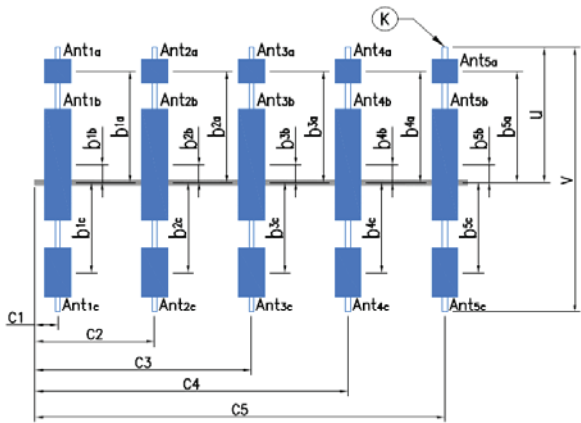 K
Ant1a Ant2a Ant3a Ant4a Ant5a
Ant1b Ant2b Ant3b Ant4b Ant5b
b1b b1a b2b b2a b3b b3a b4b b4a b5b b5a u
v
b1c b2c b3c b4c b5c
Ant1c Ant2c Ant3c Ant4c Ant5c
C1
C2
C3
C4
C5